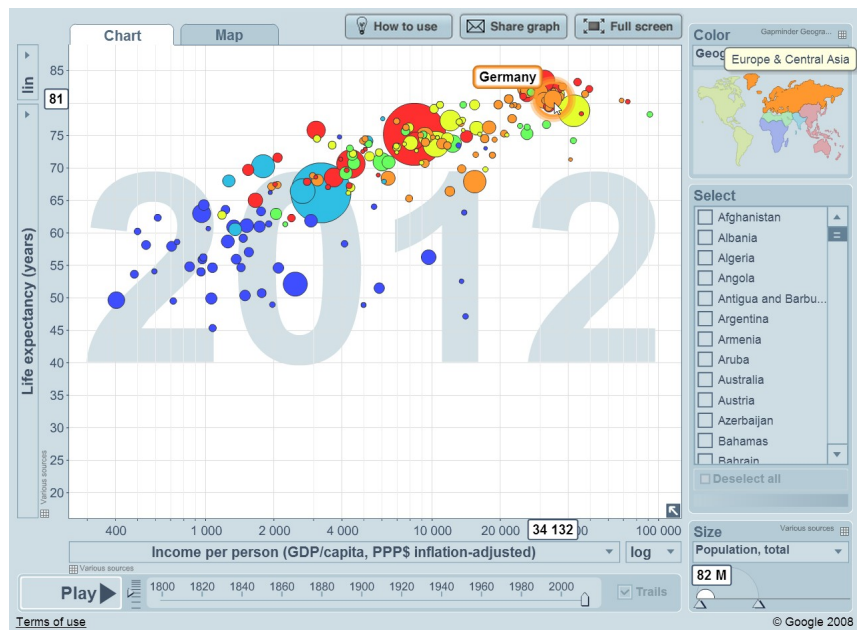 Chart
Map
How to use
Share graph
Full screen
Color
Gapminder Geogra...
Europe & Central Asia
lin
81
Life expectancy (years)
Various sources
85
75
70
65
60
55
50
45
40
35
30
25
20
2012
Germany
400
1 000
2 000
4 000
10 000
20 000
34 132
100 000
Income per person (GDP/capita, PPP$ inflation-adjusted)
log
Various sources
Select
Afghanistan
Albania
Algeria
Angola
Antigua and Barbu...
Argentina
Armenia
Aruba
Australia
Austria
Azerbaijan
Bahamas
Bahrain
Deselect all
Size
Various sources
Population, total
82 M
Play
1800 1820 1840 1860 1880 1900 1920 1940 1960 1980 2000
Trails
Terms of use
© Google 2008